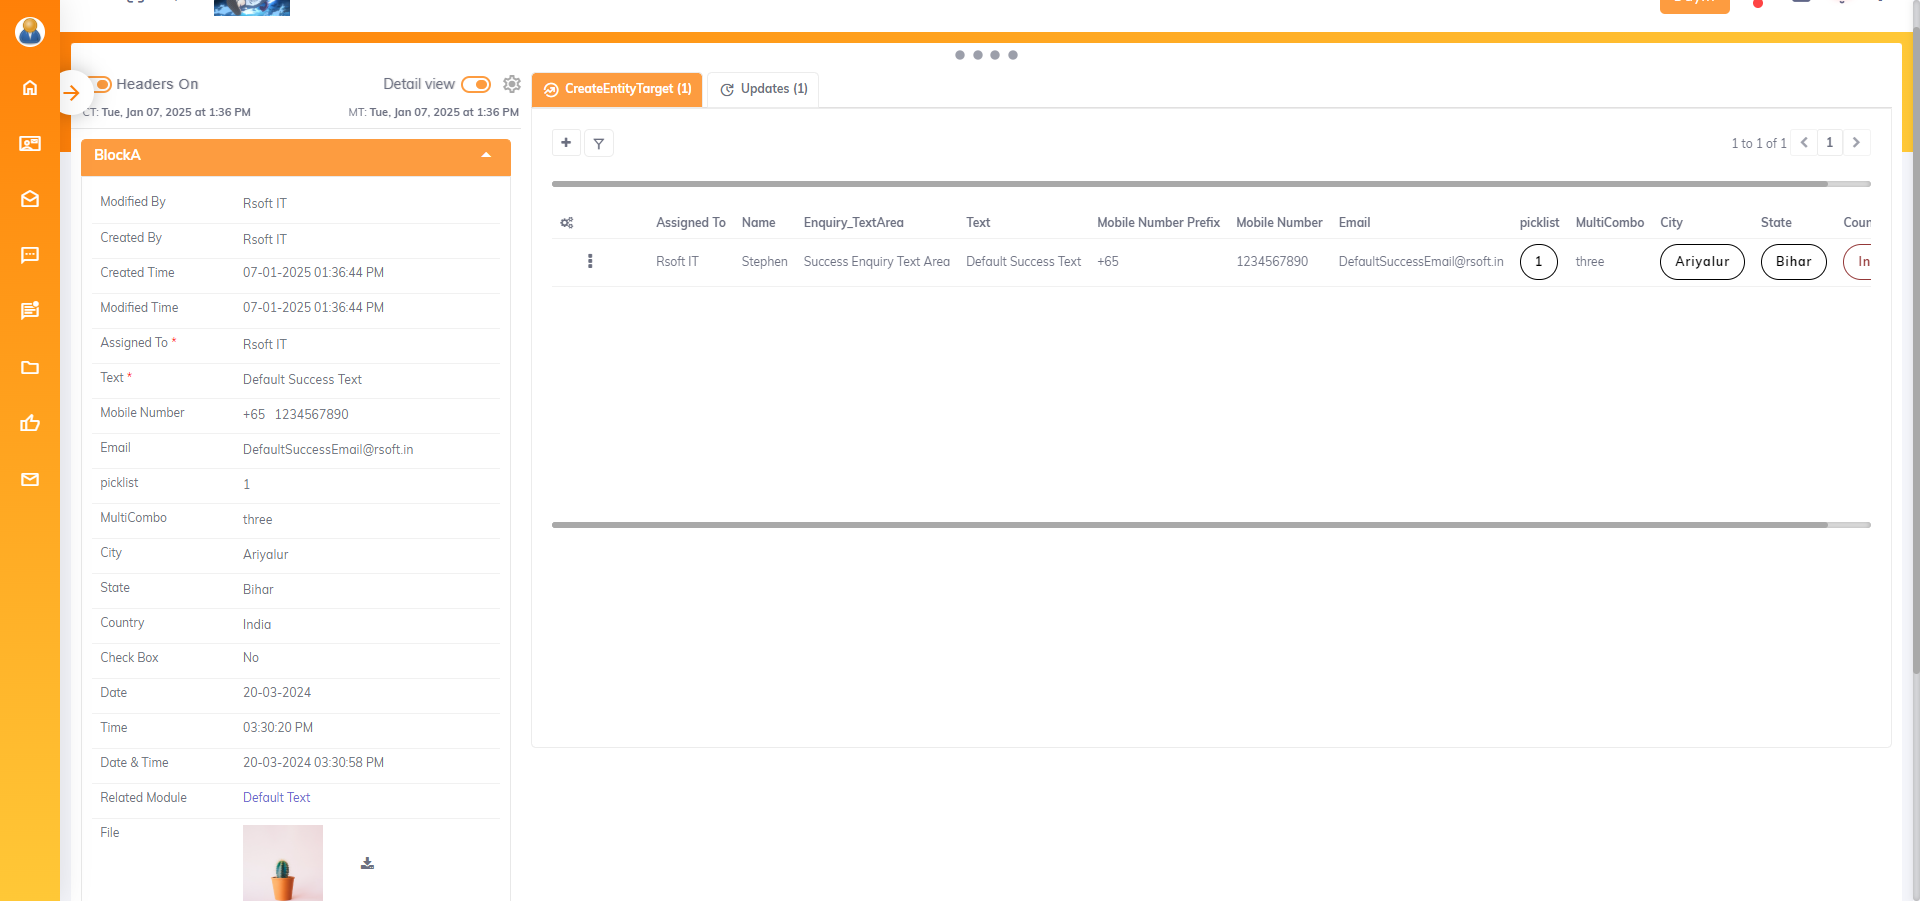 Headers On
Detail view
CT: Tue, Jan 07, 2025 at 1:36 PM
MT: Tue, Jan 07, 2025 at 1:36 PM
BlockA
Modified By Rsoft IT
Created By Rsoft IT
Created Time 07-01-2025 01:36:44 PM
Modified Time 07-01-2025 01:36:44 PM
Assigned To * Rsoft IT
Text * Default Success Text
Mobile Number +65 1234567890
Email DefaultSuccessEmail@rsoft.in
picklist 1
MultiCombo three
City Ariyalur
State Bihar
Country India
Check Box No
Date 20-03-2024
Time 03:30:20 PM
Date & Time 20-03-2024 03:30:58 PM
Related Module Default Text
File
CreateEntityTarget (1)
Updates (1)
1 to 1 of 1
1
Assigned To Name Enquiry_TextArea Text Mobile Number Prefix Mobile Number Email picklist MultiCombo City State Coun
Rsoft IT Stephen Success Enquiry Text Area Default Success Text +65 1234567890 DefaultSuccessEmail@rsoft.in 1 three Ariyalur Bihar In